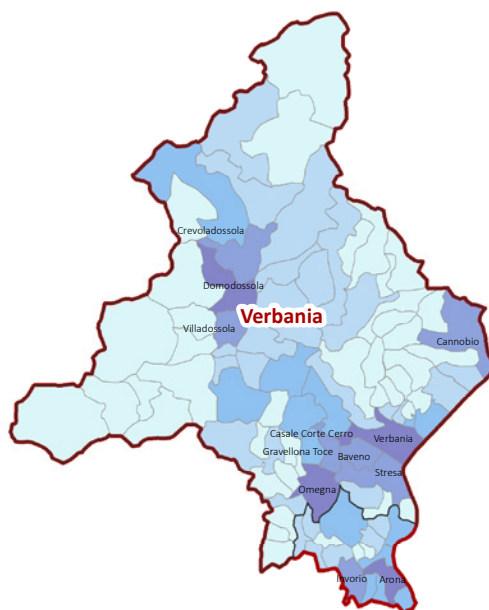 Crevoladossola
Domodossola
Verbania
Villadossola
Cannobio
Casale Corte Cerro
Verbania
Gravellona Toce
Baveno
Stresa
Omegna
Invorio
Arona